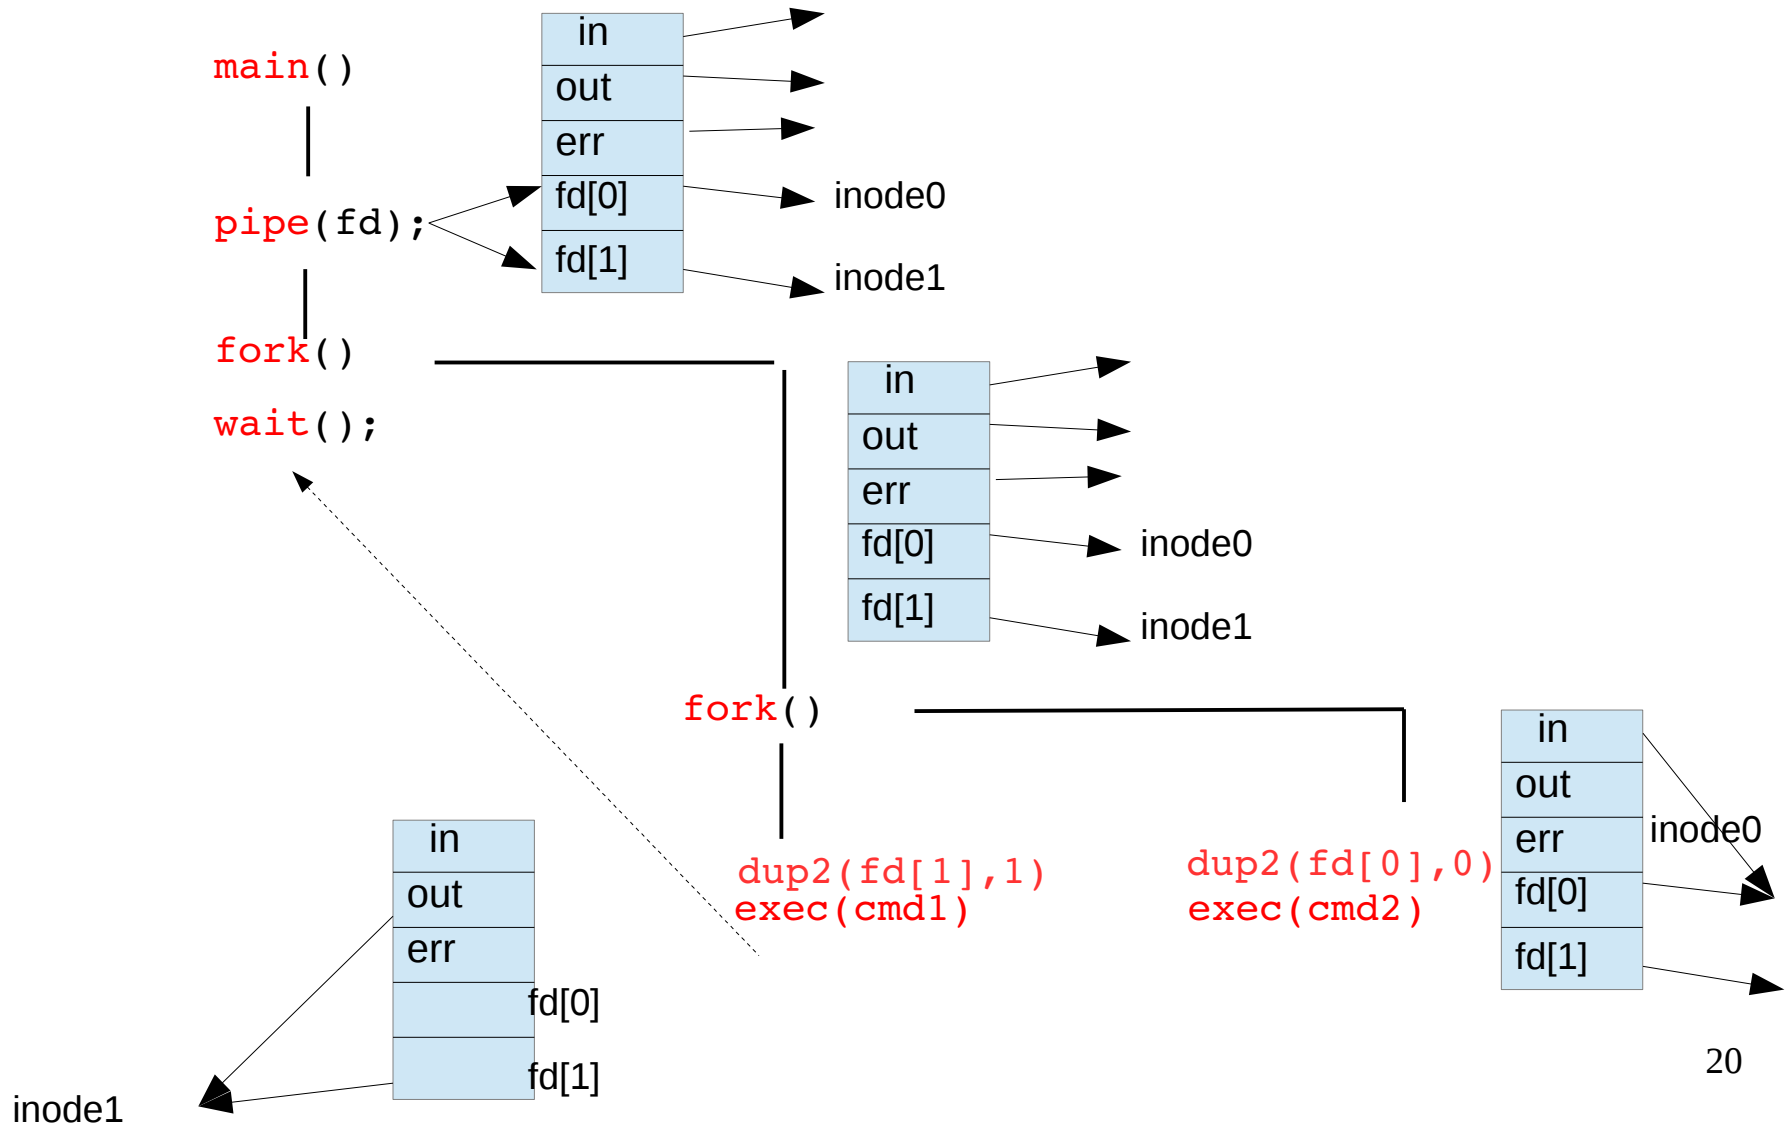 main()
in
out
err
fd[0]
fd[1]
inode0
inode1
pipe(fd);
fork()
wait();
in
out
err
fd[0]
fd[1]
inode0
inode1
fork()
dup2(fd[1],1)
exec(cmd1)
dup2(fd[0],0)
exec(cmd2)
in
out
err
fd[0]
fd[1]
inode0
in
out
err
fd[0]
fd[1]
inode1
20